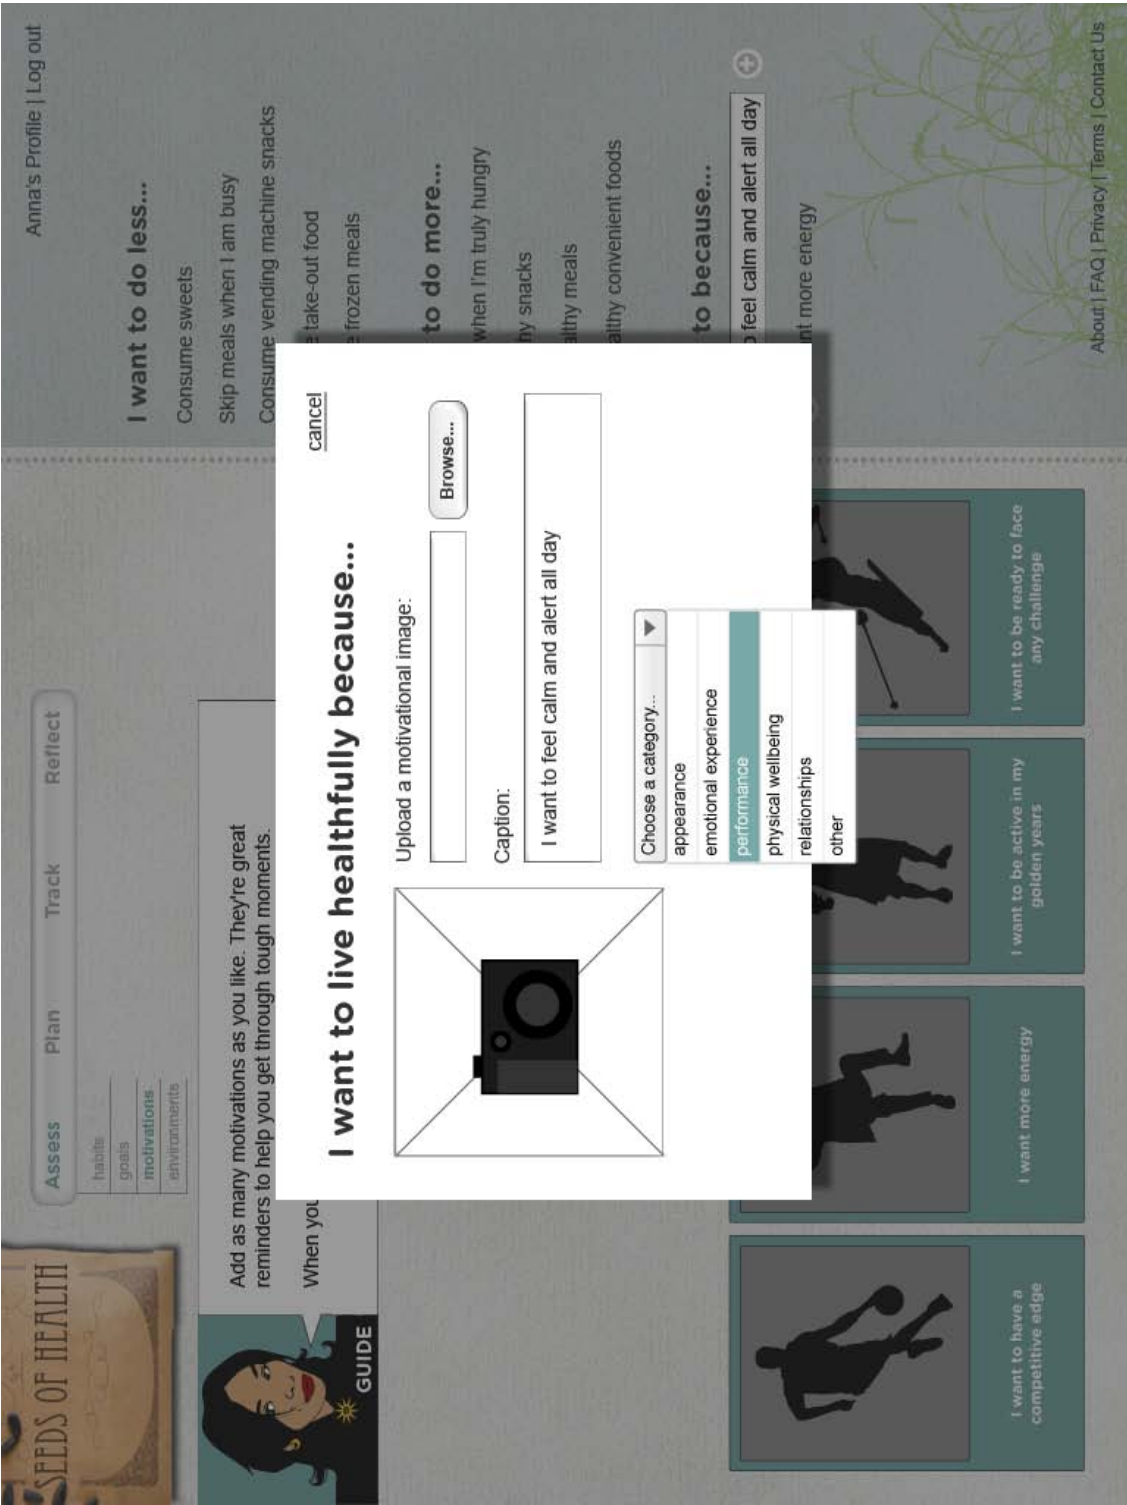 SEEDS OF HEALTH
Assess Plan Track Reflect
habits
goals
motivations
environments
Anna's Profile | Log out
GUIDE
Add as many motivations as you like. They're great
reminders to help you get through tough moments.
When you
I want to live healthfully because...
cancel
Upload a motivational image:
Browse...
Caption:
I want to feel calm and alert all day
Choose a category...
appearance
emotional experience
performance
physical wellbeing
relationships
other
I want to do less...
Consume sweets
Skip meals when I am busy
Consume vending machine snacks
take-out food
frozen meals
to do more...
when I'm truly hungry
snacks
meals
convenient foods
to because...
feel calm and alert all day
more energy
I want to have a
competitive edge
I want more energy
I want to be active in my
golden years
I want to be ready to face
any challenge
About | FAQ | Privacy | Terms | Contact Us